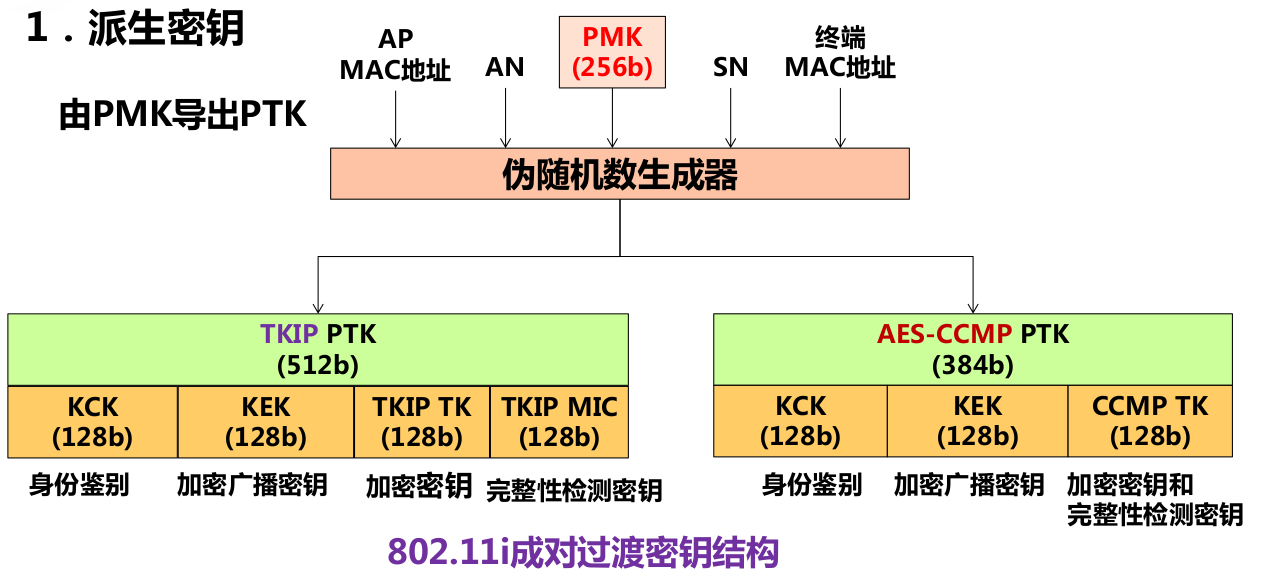 1．派生密钥
由PMK导出PTK
AP
MAC地址
AN
PMK
(256b)
SN
终端
MAC地址
伪随机数生成器
TKIP PTK
(512b)
KCK
(128b)
KEK
(128b)
TKIP TK
(128b)
TKIP MIC
(128b)
身份鉴别
加密广播密钥
加密密钥
完整性检测密钥
AES-CCMP PTK
(384b)
KCK
(128b)
KEK
(128b)
CCMP TK
(128b)
身份鉴别
加密广播密钥
加密密钥和
完整性检测密钥
802.11i成对过渡密钥结构